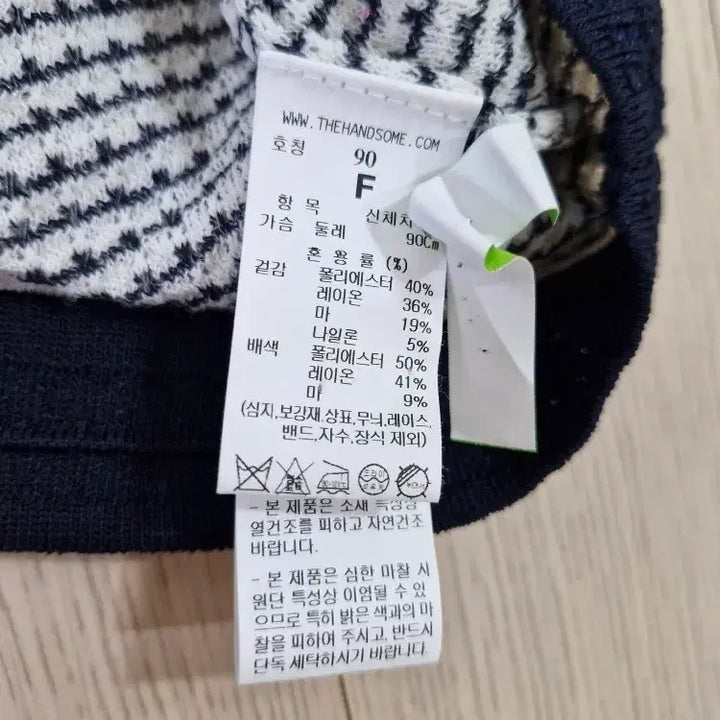 WWW.THEHANDSOME.COM
호칭 90
F
항 목 신체치
가슴 둘레 90Cm
혼 용 률 (%)
겉감 폴리에스터 40%
레이온 36%
마 19%
나일론 5%
배색 폴리에스터 50%
레이온 41%
마 9%
(심지,보강재,상표,무늬,레이스,
밴드,자수,장식 제외)
드라이
- 본 제품은 소재 특성상
열건조를 피하고 자연건조
바랍니다.
- 본 제품은 심한 마찰 시
원단 특성상 이염될 수 있
으므로 특히 밝은 색과의 마
찰을 피하여 주시고, 반드시
단독 세탁하시기 바랍니다.